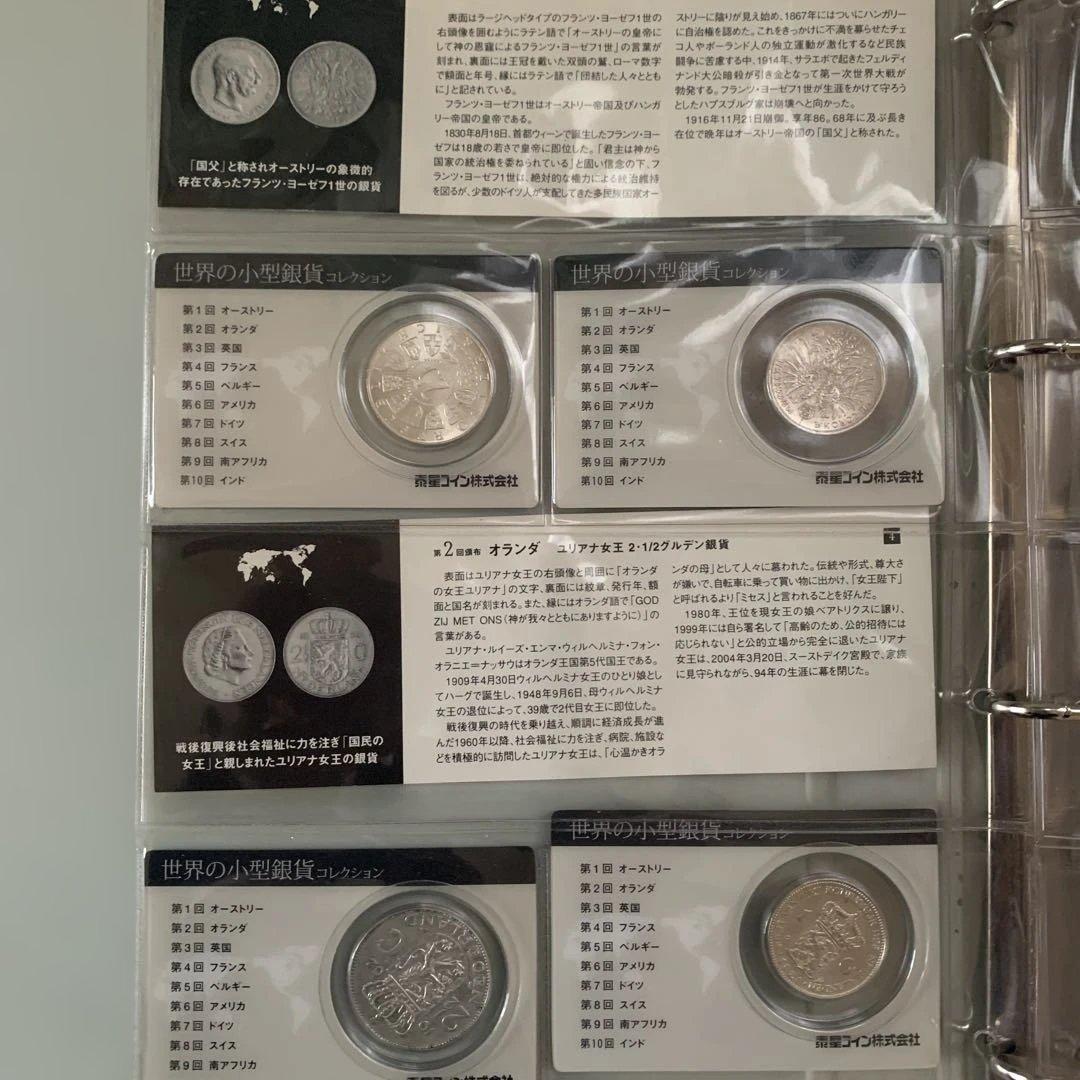 表面はラージヘッドタイプのフランツ・ヨーゼフ1世の
右頭像を囲むようにラテン語で「オーストリーの皇帝に
して神の恩寵によるフランツ・ヨーゼフ1世」の言葉が
刻まれ、裏面には王冠を戴いた双頭の鷲、ローマ数字
で額面と年号、縁にはラテン語で「団結した人々ととも
に」と記されている。
フランツ・ヨーゼフ1世はオーストリー帝国及びハンガ
リー帝国の皇帝である。
1830年8月18日、首都ウィーンで誕生したフランツ・ヨー
ゼフは18歳の若さで皇帝に即位した。「君主は神から
国家の統治権を委ねられている」と固い信念の下、フ
ランツ・ヨーゼフ1世は、絶対的な権力による統治維持
を図るが、少数のドイツ人が支配してきた多民族国家オー
ストリーに陰りが見え始め、1867年にはついにハンガリー
に自治権を認めた。これをきっかけに不満を募らせたチェ
コ人やポーランド人の独立運動が激化するなど民族
闘争に苦慮する中、1914年、サラエボで起きたフェルディ
ナンド大公暗殺が引き金となって第一次世界大戦が
勃発する。フランツ・ヨーゼフ1世が生涯をかけて守ろう
としたハプスブルグ家は崩壊へと向かった。
1916年11月21日崩御。享年86。68年に及ぶ長き
在位で晩年はオーストリー帝国の「国父」と称された。
「国父」と称されオーストリーの象徴的
存在であったフランツ・ヨーゼフ1世の銀貨
世界の小型銀貨コレクション
第1回 オーストリー
第2回 オランダ
第3回 英国
第4回 フランス
第5回 ベルギー
第6回 アメリカ
第7回 ドイツ
第8回 スイス
第9回 南アフリカ
第10回 インド
泰星コイン株式会社
世界の小型銀貨コレクション
第1回 オーストリー
第2回 オランダ
第3回 英国
第4回 フランス
第5回 ベルギー
第6回 アメリカ
第7回 ドイツ
第8回 スイス
第9回 南アフリカ
第10回 インド
泰星コイン株式会社
第2回頒布 オランダ ユリアナ女王 2・1/2グルデン銀貨
4
表面はユリアナ女王の右頭像と周囲に「オランダ
の女王ユリアナ」の文字、裏面には紋章、発行年、額
面と国名が刻まれる。また、縁にはオランダ語で「GOD
ZIJ MET ONS(神が我々とともにありますように)」の
言葉がある。
ユリアナ・ルイーズ・エンマ・ウィルヘルミナ・フォン・
オラニエーナッサウはオランダ王国第5代国王である。
1909年4月30日ウィルヘルミナ女王のひとり娘とし
てハーグで誕生し、1948年9月6日、母ウィルヘルミナ
女王の退位によって、39歳で2代目女王に即位した。
戦後復興の時代を乗り越え、順調に経済成長が進
んだ1960年以降、社会福祉に力を注ぎ、病院、施設な
どを積極的に訪問したユリアナ女王は、「心温かきオラ
ンダの母」として人々に慕われた。伝統や形式、尊大さ
が嫌いで、自転車に乗って買い物に出かけ、「女王陛下」
と呼ばれるより「ミセス」と言われることを好んだ。
1980年、王位を現女王の娘ベアトリクスに譲り、
1999年には自ら署名して「高齢のため、公的招待には
応じられない」と公的立場から完全に退いたユリアナ
女王は、2004年3月20日、スーストデイク宮殿で、家族
に見守られながら、94年の生涯に幕を閉じた。
戦後復興後社会福祉に力を注ぎ「国民の
女王」と親しまれたユリアナ女王の銀貨
世界の小型銀貨コレクション
第1回 オーストリー
第2回 オランダ
第3回 英国
第4回 フランス
第5回 ベルギー
第6回 アメリカ
第7回 ドイツ
第8回 スイス
第9回 南アフリカ
泰星コイン株式会社
世界の小型銀貨コレクション
第1回 オーストリー
第2回 オランダ
第3回 英国
第4回 フランス
第5回 ベルギー
第6回 アメリカ
第7回 ドイツ
第8回 スイス
第9回 南アフリカ
第10回 インド
泰星コイン株式会社